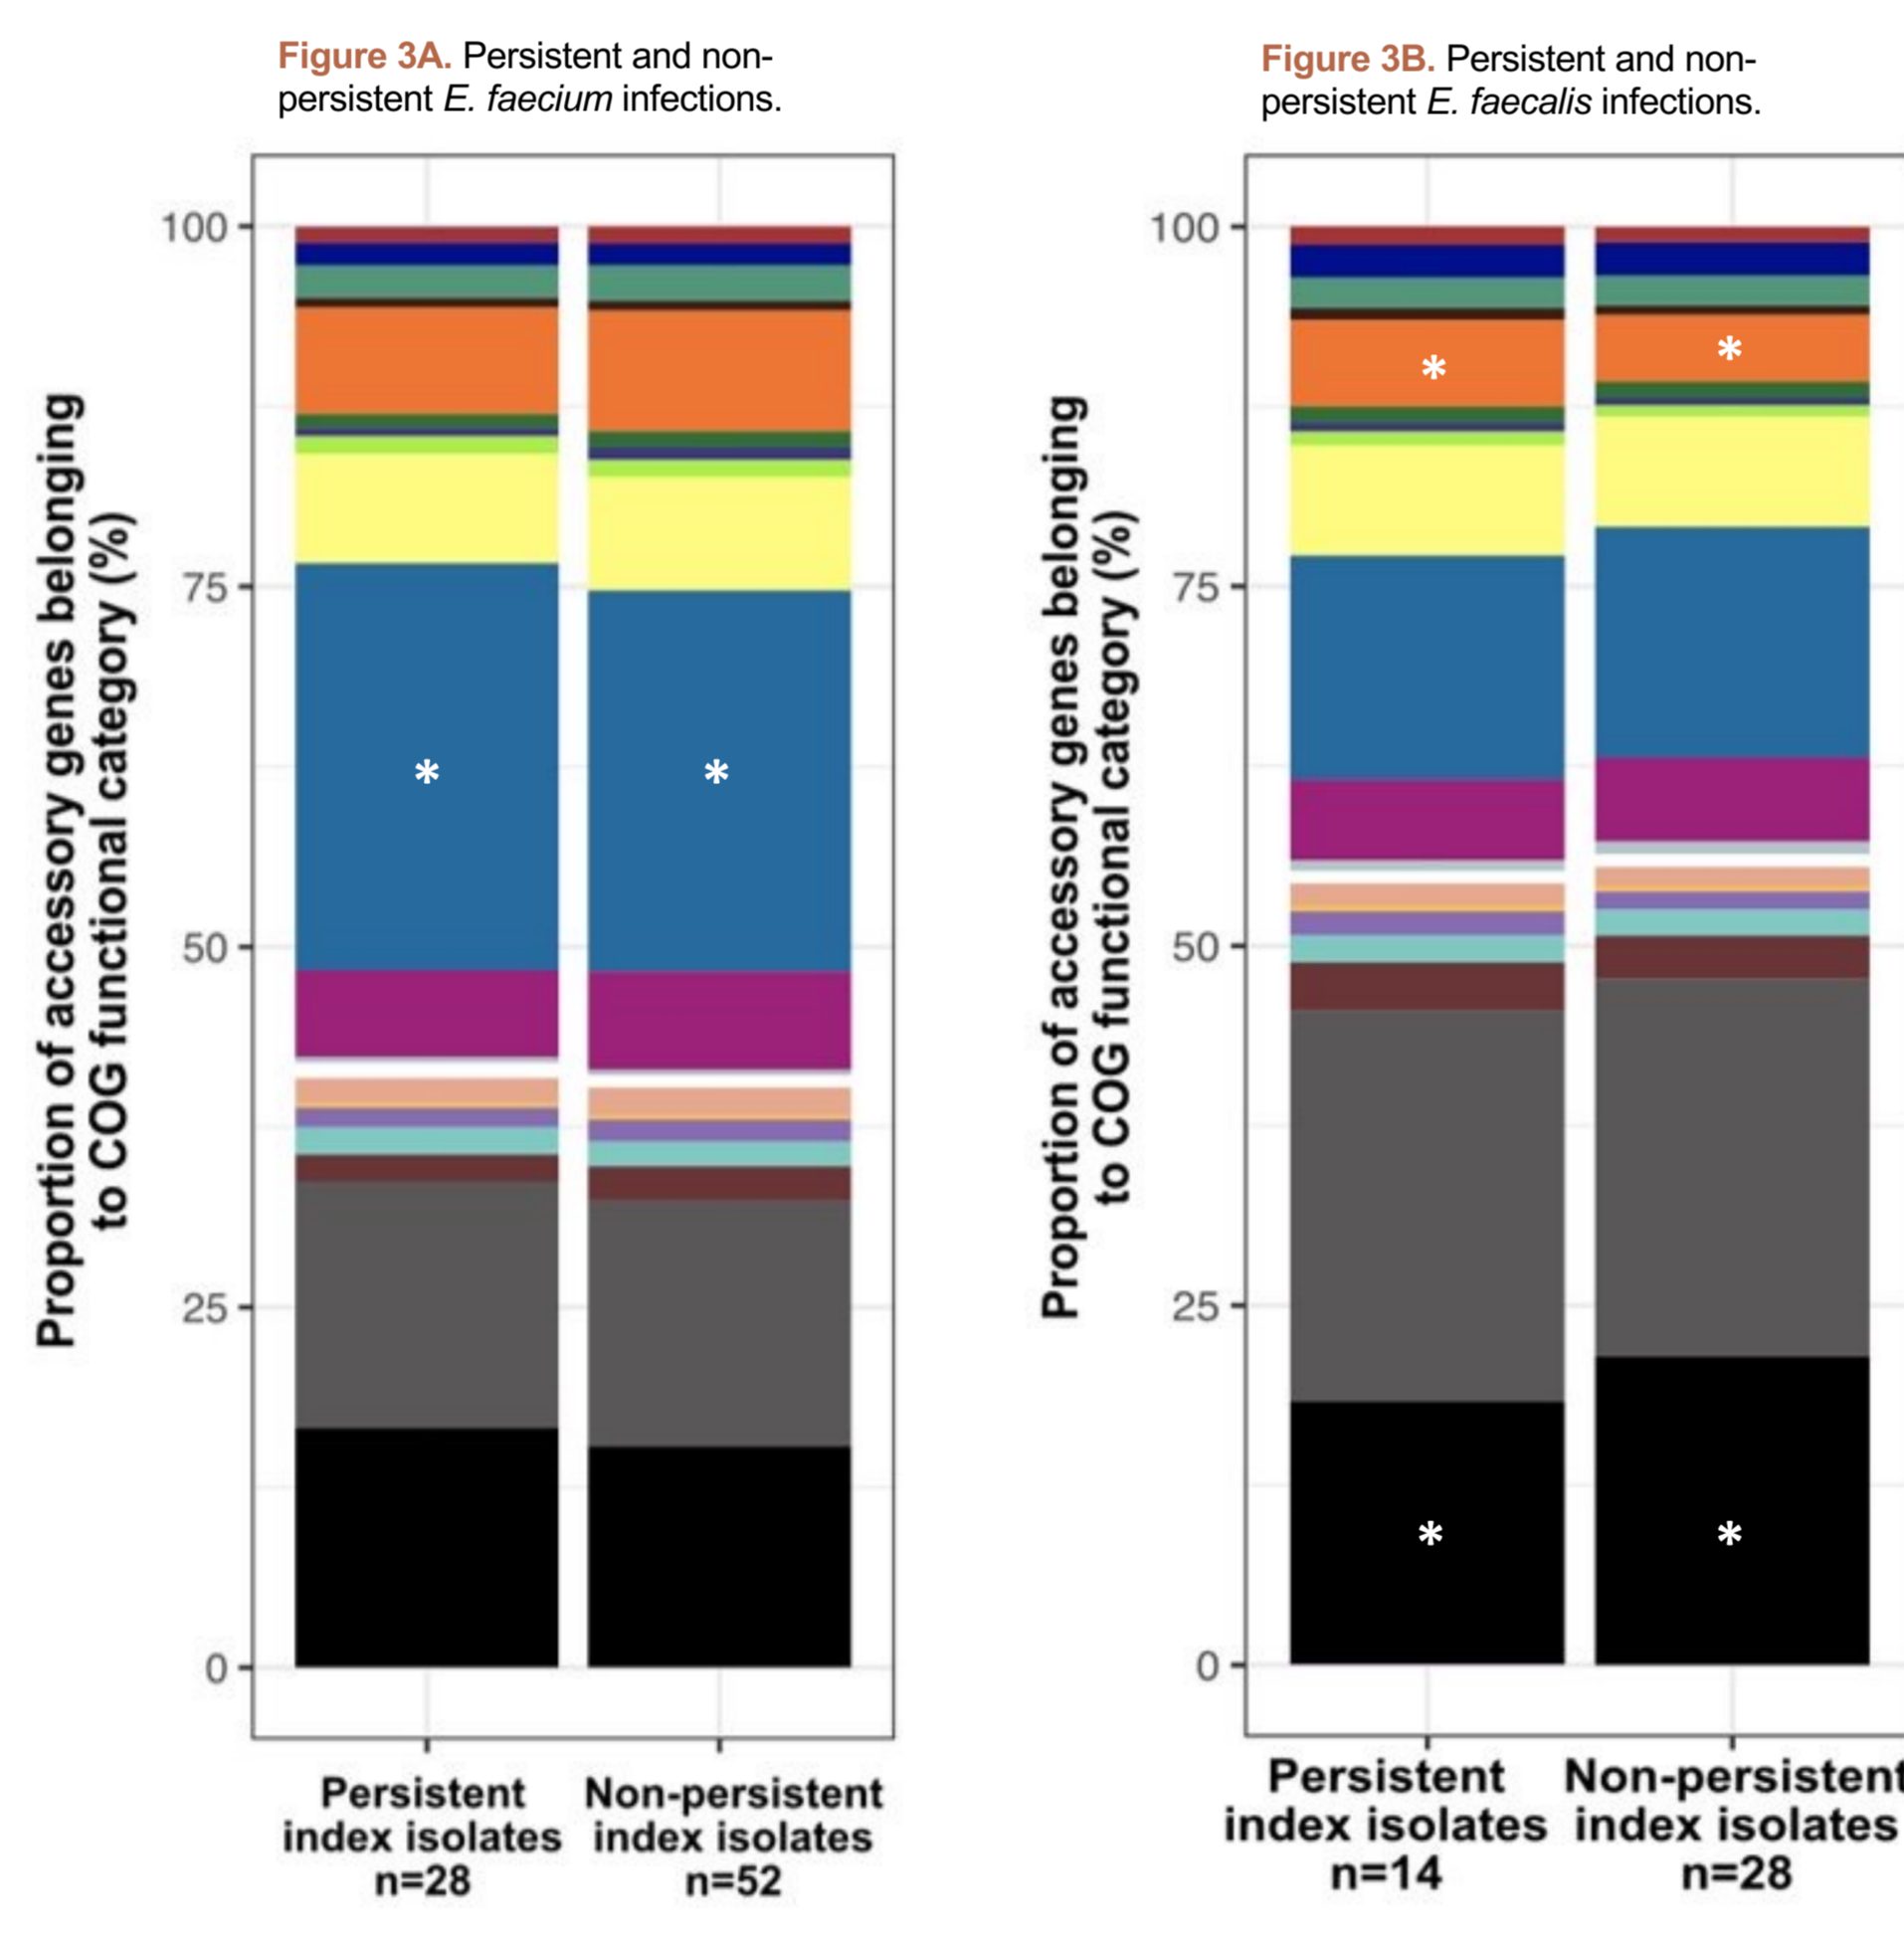 Figure 3A. Persistent and non-
persistent E. faecium infections.
Proportion of accessory genes belonging
to COG functional category (%)
100
75
50
25
0
*
*
Persistent
index isolates
n=28
Non-persistent
index isolates
n=52
Figure 3B. Persistent and non-
persistent E. faecalis infections.
Proportion of accessory genes belonging
to COG functional category (%)
100
75
50
25
0
*
*
*
*
Persistent
index isolates
n=14
Non-persistent
index isolates
n=28